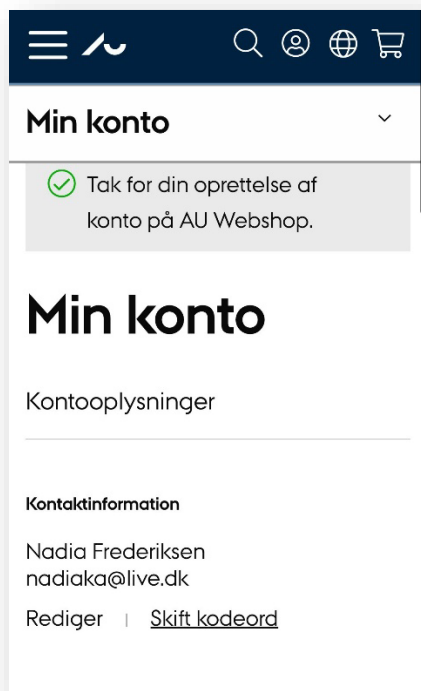 Min konto
Tak for din oprettelse af
konto på AU Webshop.
Min konto
Kontooplysninger
Kontaktinformation
Nadia Frederiksen
nadiaka@live.dk
Rediger | Skift kodeord